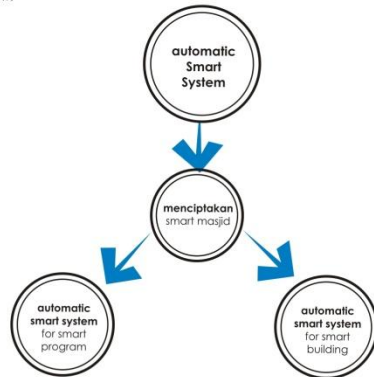 automatic
Smart
System
menciptakan
smart masjid
automatic
smart system
for smart
program
automatic
smart system
for smart
building